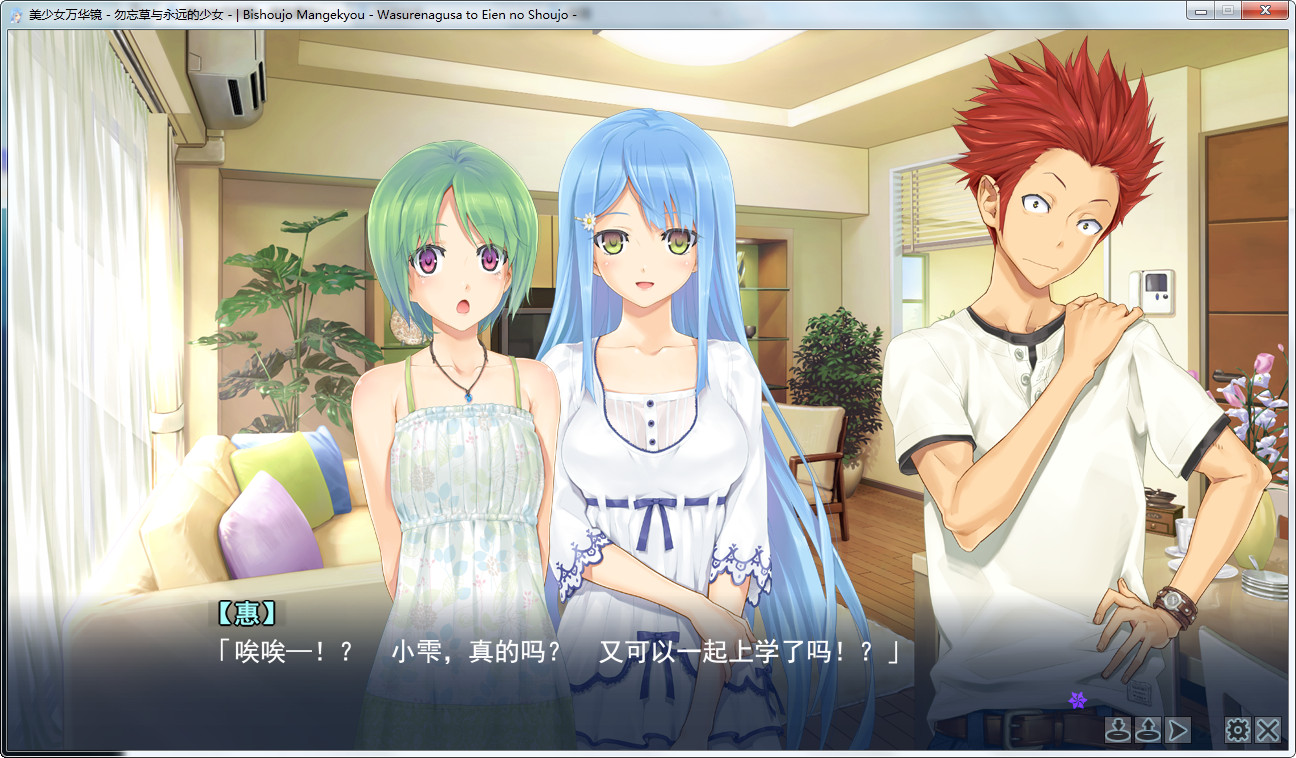 美少女万华镜 - 勿忘草与永远的少女 - | Bishoujo Mangekyou - Wasurenagusa to Eien no Shoujo -
【惠】
「唉唉—！？　小雫，真的吗？　又可以一起上学了吗！？」